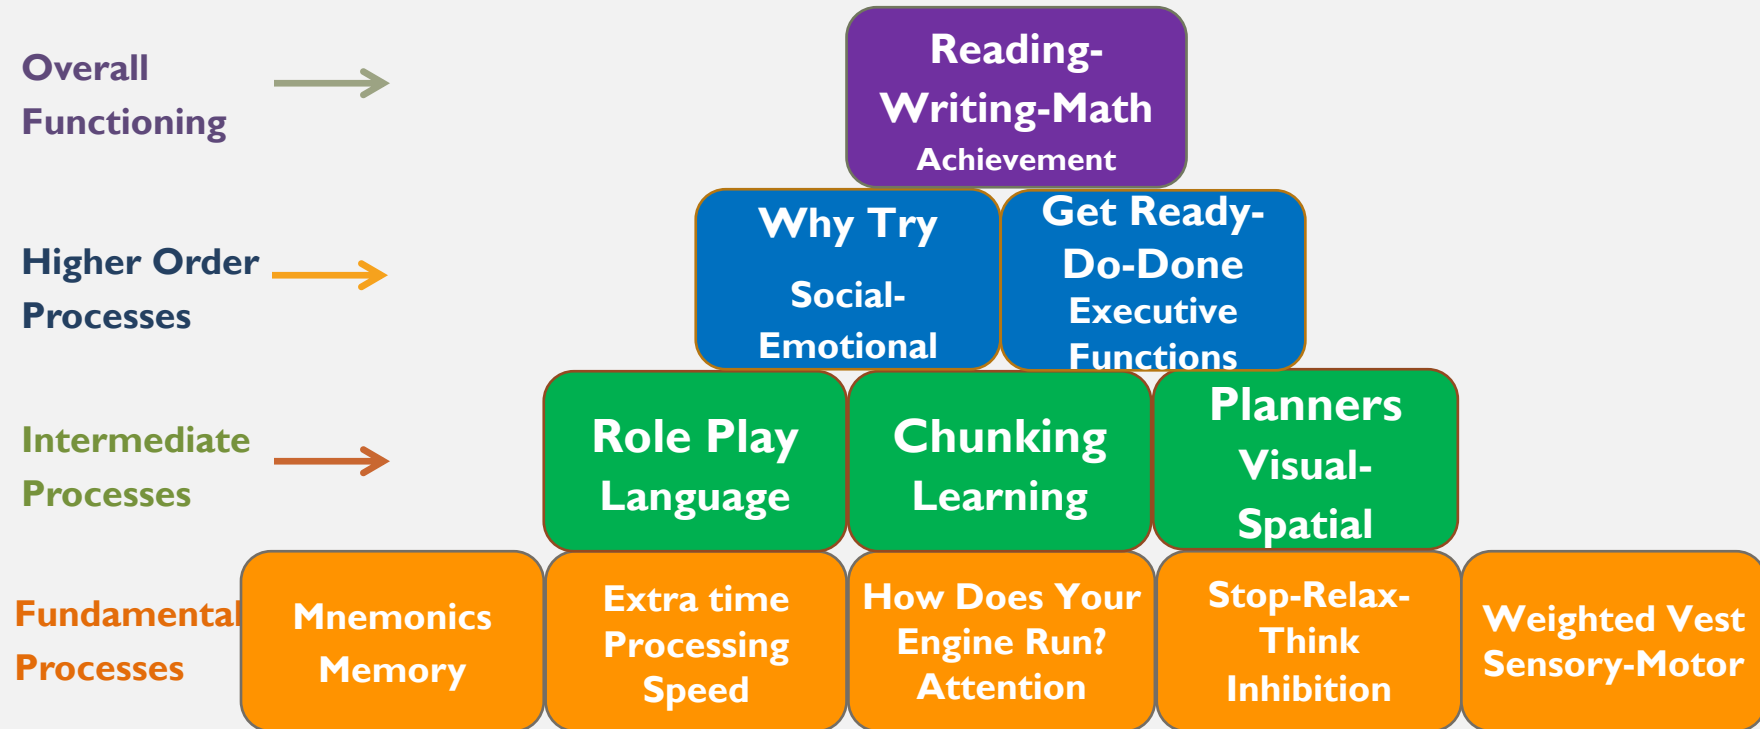 Overall
Functioning
Reading-
Writing-Math
Achievement
Higher Order
Processes
Why Try
Social-
Emotional
Get Ready-
Do-Done
Executive
Functions
Intermediate
Processes
Role Play
Language
Chunking
Learning
Planners
Visual-
Spatial
Fundamental
Processes
Mnemonics
Memory
Extra time
Processing
Speed
How Does Your
Engine Run?
Attention
Stop-Relax-
Think
Inhibition
Weighted Vest
Sensory-Motor